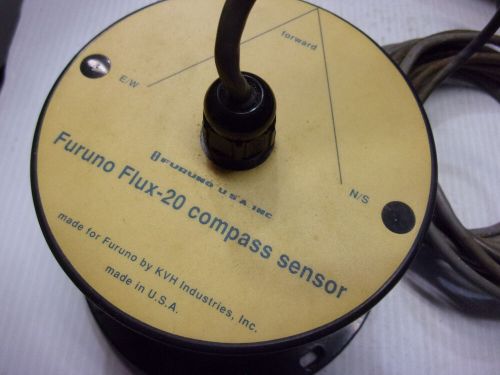 forward
E/W
N/S
FURUNO U.S.A. INC
Furuno Flux-20 compass sensor
made for Furuno by KVH Industries, Inc.
made in U.S.A.